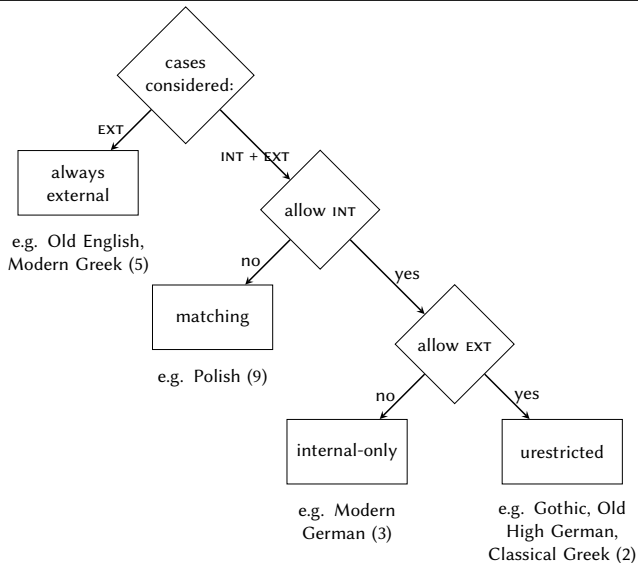 cases
considered:
EXT
INT + EXT
always
external
allow INT
e.g. Old English,
Modern Greek (5)
no
yes
matching
allow EXT
e.g. Polish (9)
no
yes
internal-only
urestricted
e.g. Modern
German (3)
e.g. Gothic, Old
High German,
Classical Greek (2)